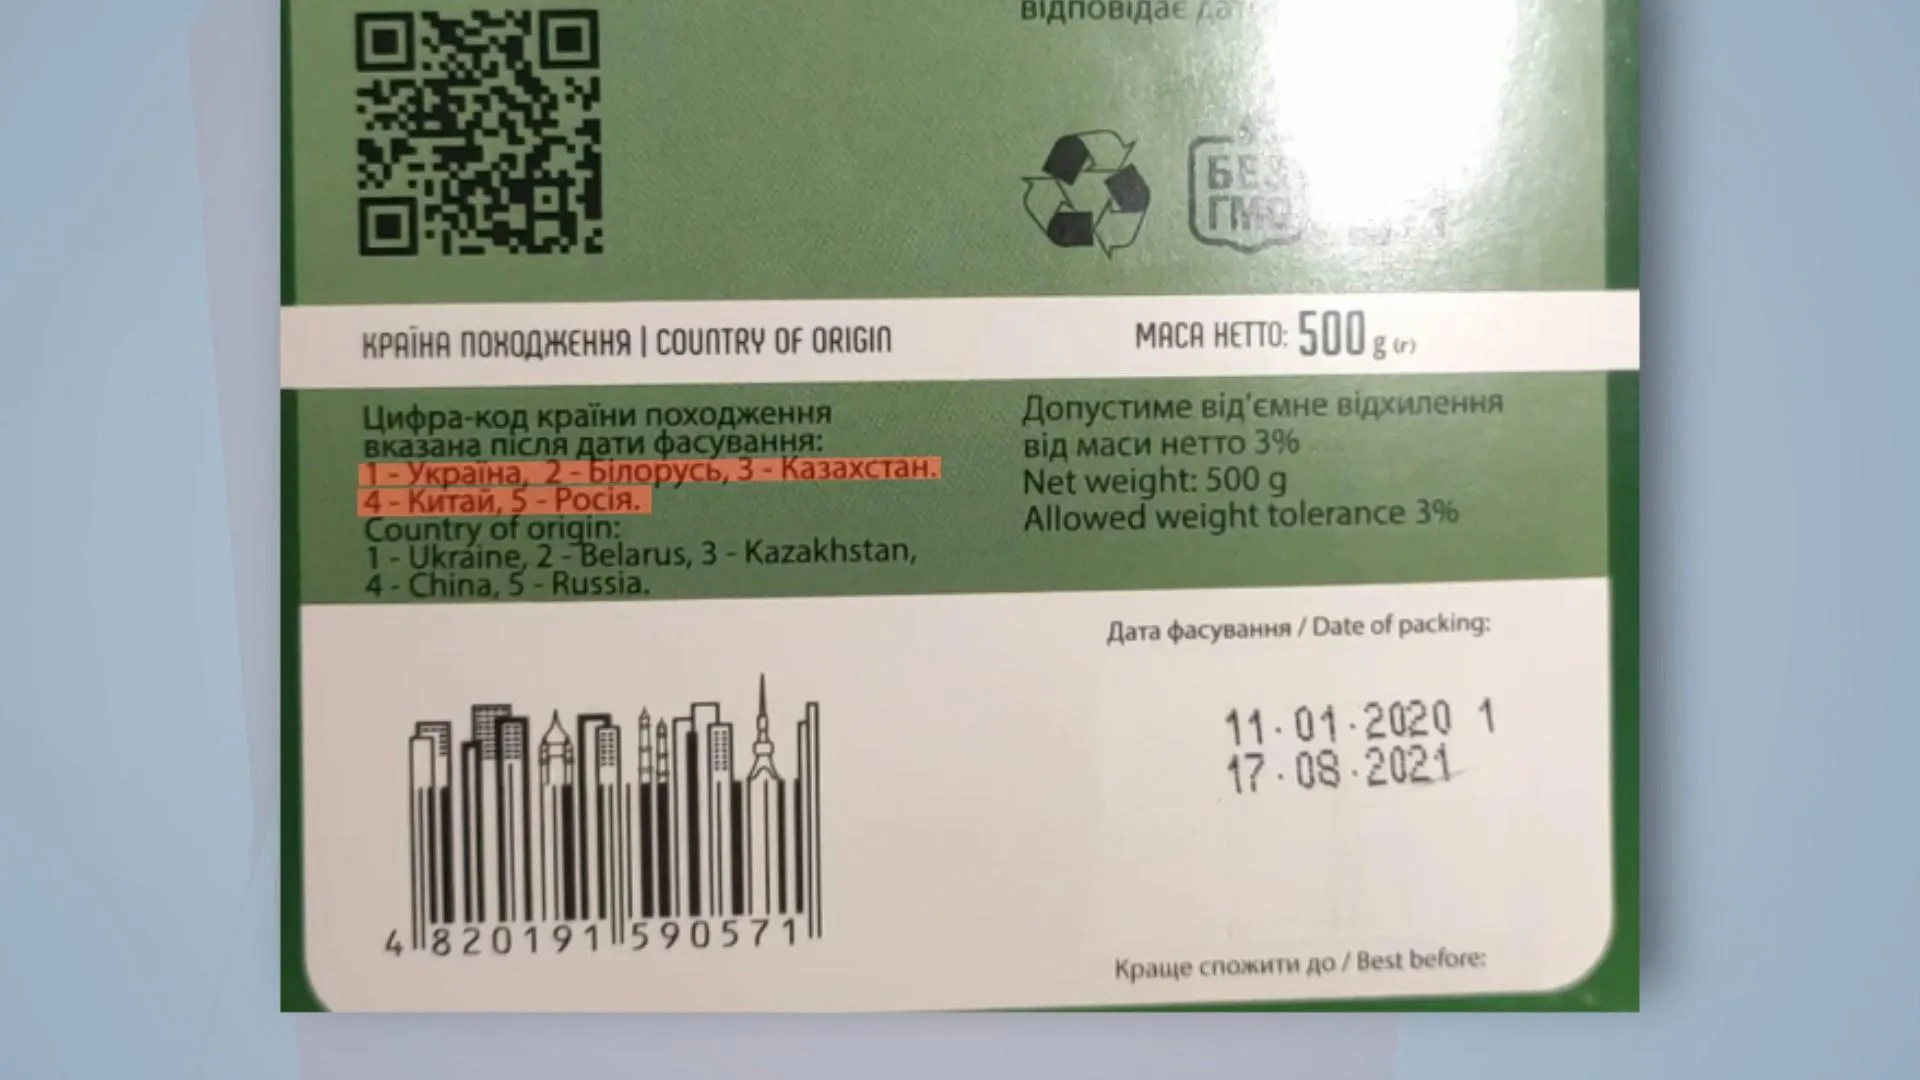 відповідає
БЕЗ
ГМО
КРАЇНА ПОХОДЖЕННЯ | COUNTRY OF ORIGIN
МАСА НЕТТО: 500 g (г)
Цифра-код країни походження
вказана після дати фасування:
1 - Україна, 2 - Білорусь, 3 - Казахстан.
4 - Китай, 5 - Росія.
Country of origin:
1 - Ukraine, 2 - Belarus, 3 - Kazakhstan,
4 - China, 5 - Russia.
Допустиме від'ємне відхилення
від маси нетто 3%
Net weight: 500 g
Allowed weight tolerance 3%
Дата фасування / Date of packing:
11.01.2020 1
17.08.2021
4 820191 590571
Краще спожити до / Best before: